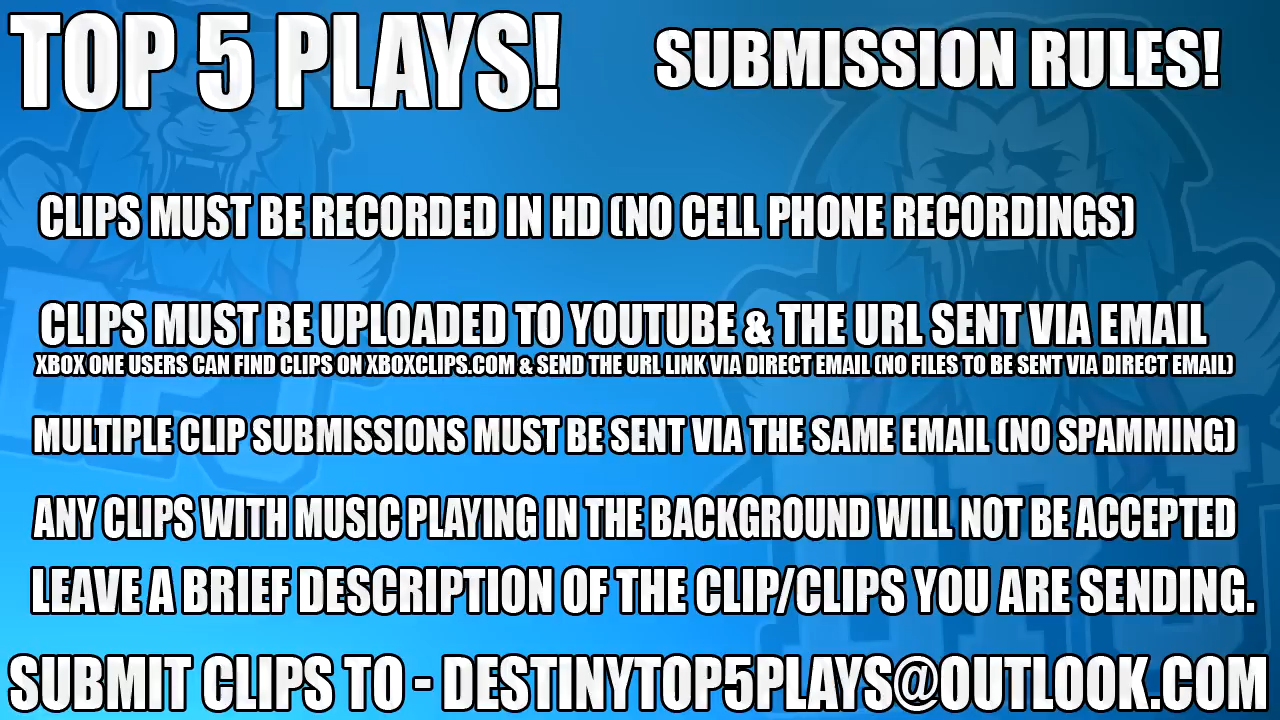 TOP 5 PLAYS!
SUBMISSION RULES!
CLIPS MUST BE RECORDED IN HD (NO CELL PHONE RECORDINGS)
CLIPS MUST BE UPLOADED TO YOUTUBE & THE URL SENT VIA EMAIL
XBOX ONE USERS CAN FIND CLIPS ON XBOXCLIPS.COM & SEND THE URL LINK VIA DIRECT EMAIL (NO FILES TO BE SENT VIA DIRECT EMAIL)
MULTIPLE CLIP SUBMISSIONS MUST BE SENT VIA THE SAME EMAIL (NO SPAMMING)
ANY CLIPS WITH MUSIC PLAYING IN THE BACKGROUND WILL NOT BE ACCEPTED
LEAVE A BRIEF DESCRIPTION OF THE CLIP/CLIPS YOU ARE SENDING.
SUBMIT CLIPS TO - DESTINYTOP5PLAYS@OUTLOOK.COM